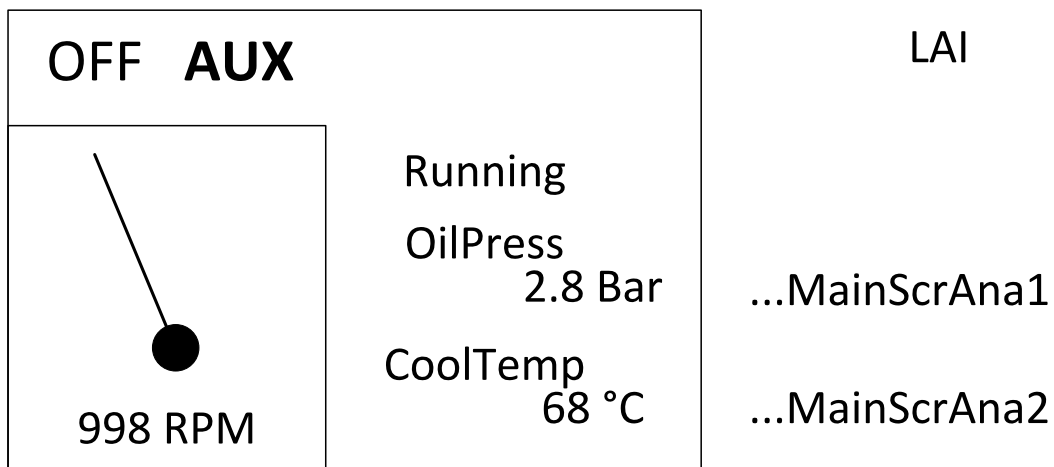 OFF AUX
LAI
Running
OilPress
2.8 Bar
...MainScrAna1
CoolTemp
68 °C
...MainScrAna2
998 RPM